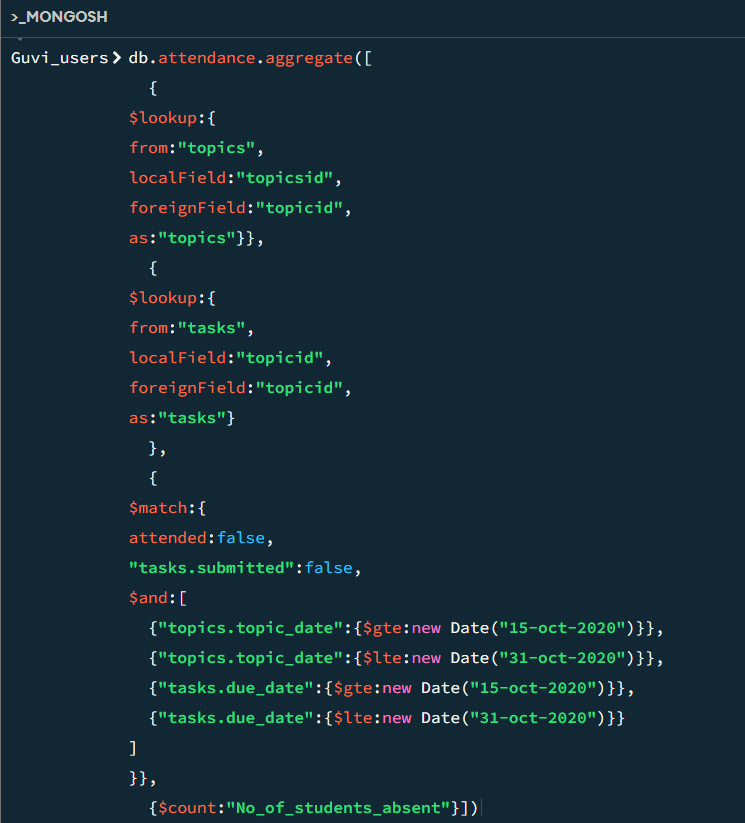 >_MONGOSH
Guvi_users> db.attendance.aggregate([
{
$lookup:{
from:"topics",
localField:"topicsid",
foreignField:"topicid",
as:"topics"}},
{
$lookup:{
from:"tasks",
localField:"topicid",
foreignField:"topicid",
as:"tasks"}
},
{
$match:{
attended:false,
"tasks.submitted":false,
$and:[
{"topics.topic_date":{$gte:new Date("15-oct-2020")}},
{"topics.topic_date":{$lte:new Date("31-oct-2020")}},
{"tasks.due_date":{$gte:new Date("15-oct-2020")}},
{"tasks.due_date":{$lte:new Date("31-oct-2020")}}
]
}},
{$count:"No_of_students_absent"}])